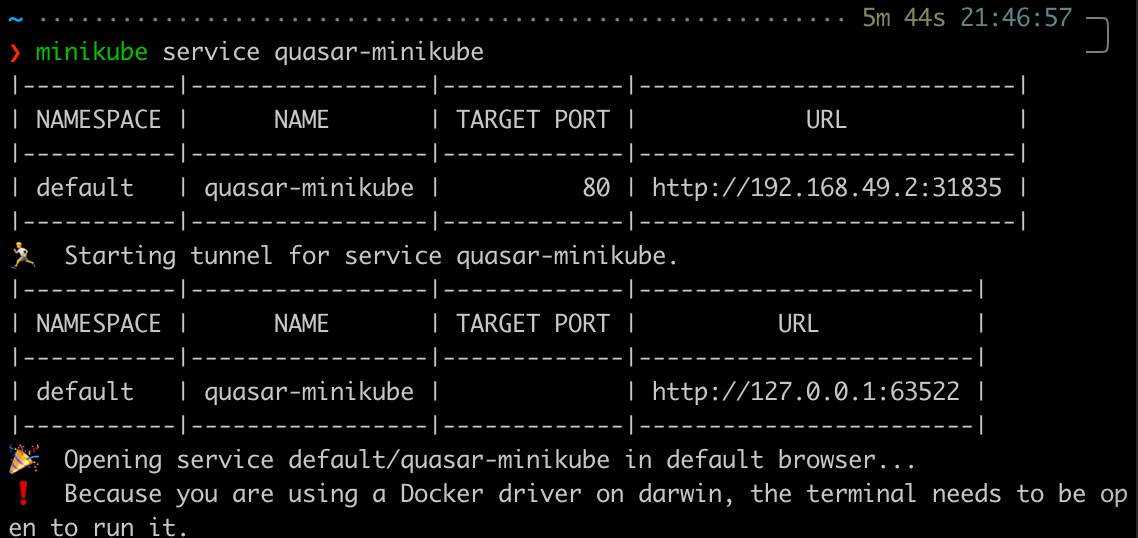 ~ ·························································· 5m 44s 21:46:57
❯ minikube service quasar-minikube
|-----------|-----------------|-------------|---------------------------|
| NAMESPACE |      NAME       | TARGET PORT |            URL            |
|-----------|-----------------|-------------|---------------------------|
| default   | quasar-minikube |          80 | http://192.168.49.2:31835 |
|-----------|-----------------|-------------|---------------------------|
🏃  Starting tunnel for service quasar-minikube.
|-----------|-----------------|-------------|------------------------|
| NAMESPACE |      NAME       | TARGET PORT |          URL           |
|-----------|-----------------|-------------|------------------------|
| default   | quasar-minikube |             | http://127.0.0.1:63522 |
|-----------|-----------------|-------------|------------------------|
🎉  Opening service default/quasar-minikube in default browser...
❗  Because you are using a Docker driver on darwin, the terminal needs to be op
en to run it.